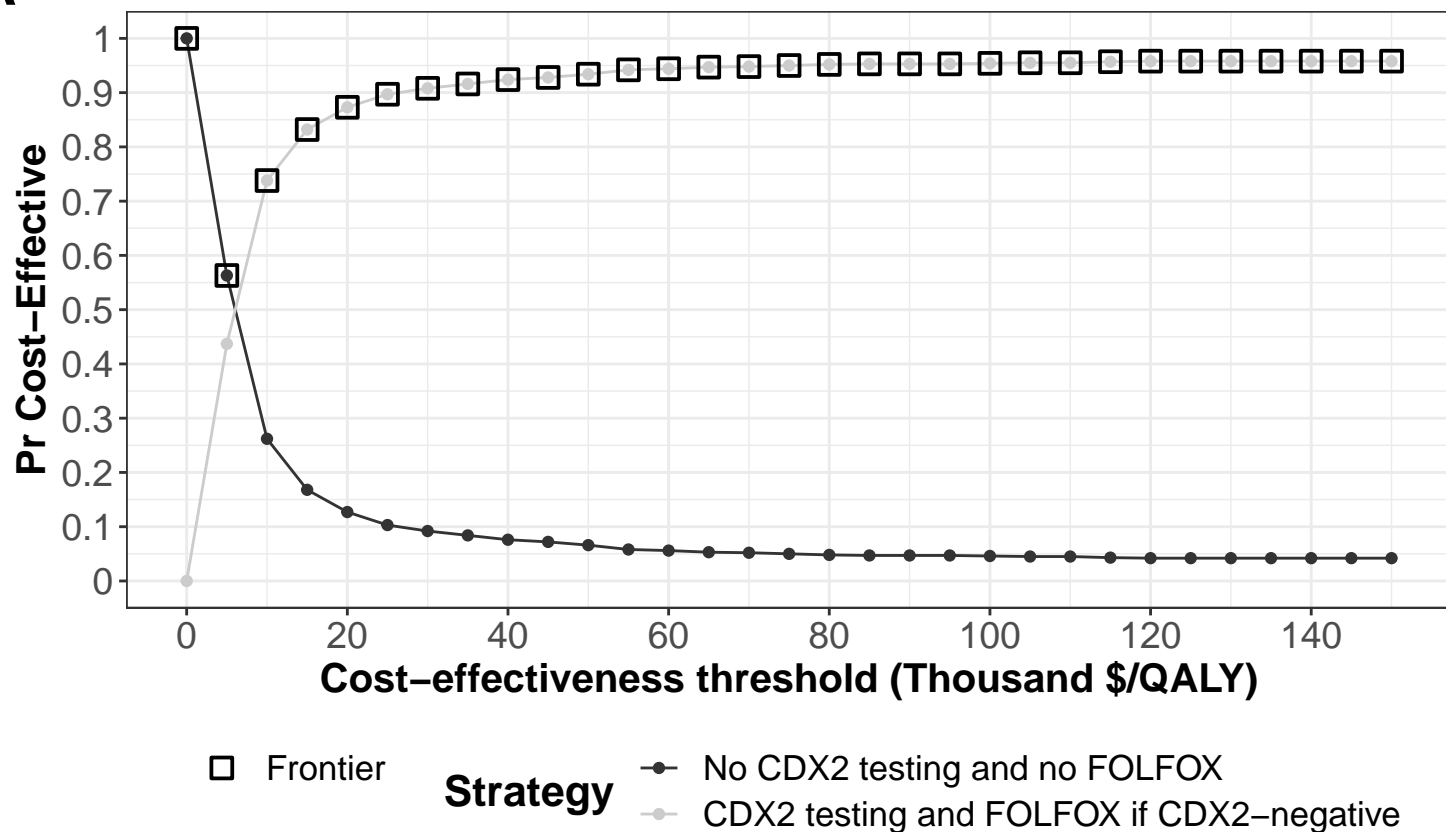 1
0.9
0.8
0.7
0.6
0.5
0.4
0.3
0.2
0.1
0
Pr Cost–Effective
0 20 40 60 80 100 120 140
Cost–effectiveness threshold (Thousand $/QALY)
Frontier
Strategy
No CDX2 testing and no FOLFOX
CDX2 testing and FOLFOX if CDX2–negative